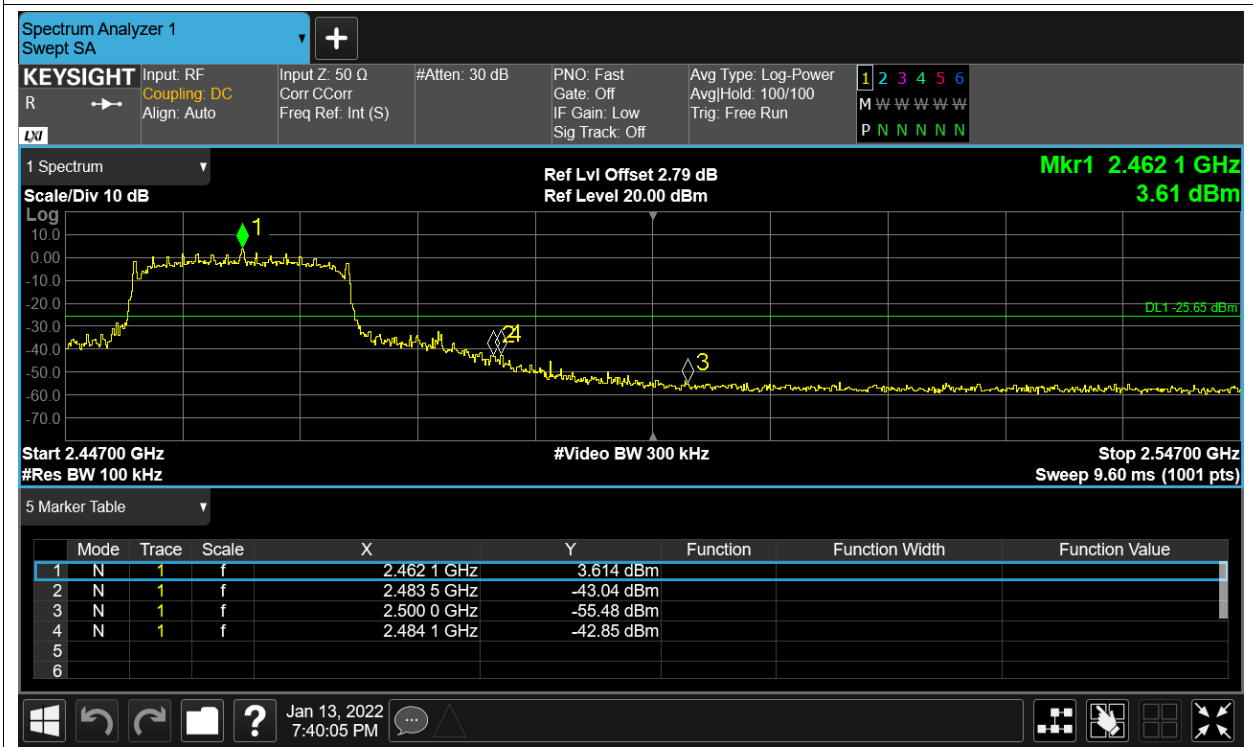 Spectrum Analyzer 1
Swept SA
KEYSIGHT Input: RF Input Z: 50 Ω #Atten: 30 dB PNO: Fast Avg Type: Log-Power 1 2 3 4 5 6
R Coupling: DC Corr CCorr Gate: Off Avg|Hold: 100/100 M W W W W W
Align: Auto Freq Ref: Int (S) IF Gain: Low Trig: Free Run
LXI Sig Track: Off P N N N N N
1 Spectrum Ref Lvl Offset 2.79 dB Mkr1 2.462 1 GHz
Scale/Div 10 dB Ref Level 20.00 dBm 3.61 dBm
Log
10.0
0.00
-10.0
-20.0
-30.0
-40.0
-50.0
-60.0
-70.0
1
2 4
3
DL1 -25.65 dBm
Start 2.44700 GHz #Video BW 300 kHz Stop 2.54700 GHz
#Res BW 100 kHz Sweep 9.60 ms (1001 pts)
5 Marker Table
Mode Trace Scale X Y Function Function Width Function Value
1 N 1 f 2.462 1 GHz 3.614 dBm
2 N 1 f 2.483 5 GHz -43.04 dBm
3 N 1 f 2.500 0 GHz -55.48 dBm
4 N 1 f 2.484 1 GHz -42.85 dBm
5
6
? Jan 13, 2022
7:40:05 PM